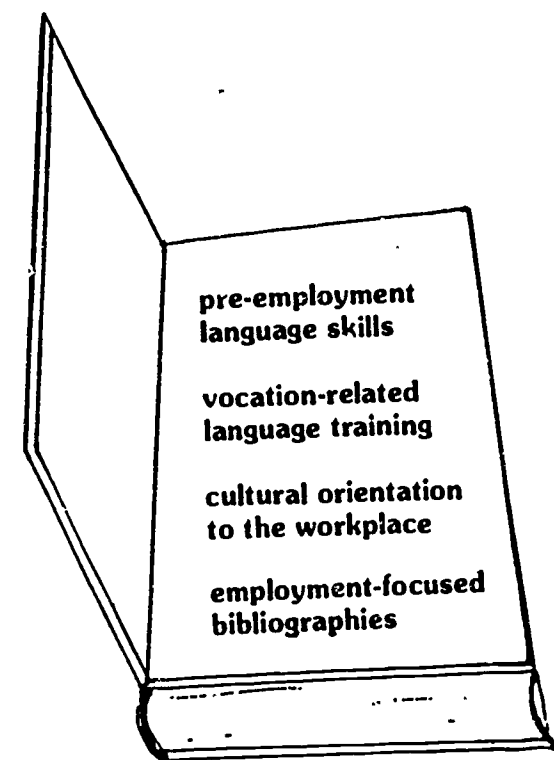 pre-employment
language skills
vocation-related
language training
cultural orientation
to the workplace
employment-focused
bibliographies